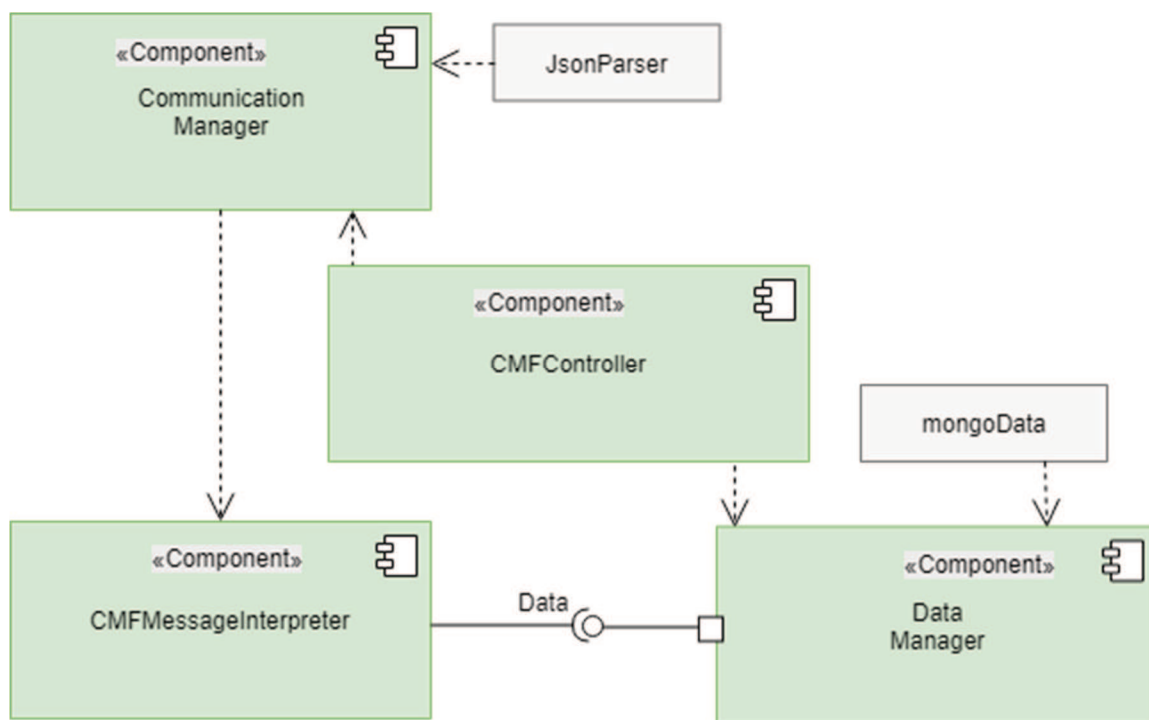 «Component»
Communication
Manager
JsonParser
«Component»
CMFController
mongoData
«Component»
CMFMessageInterpreter
Data
«Component»
Data
Manager